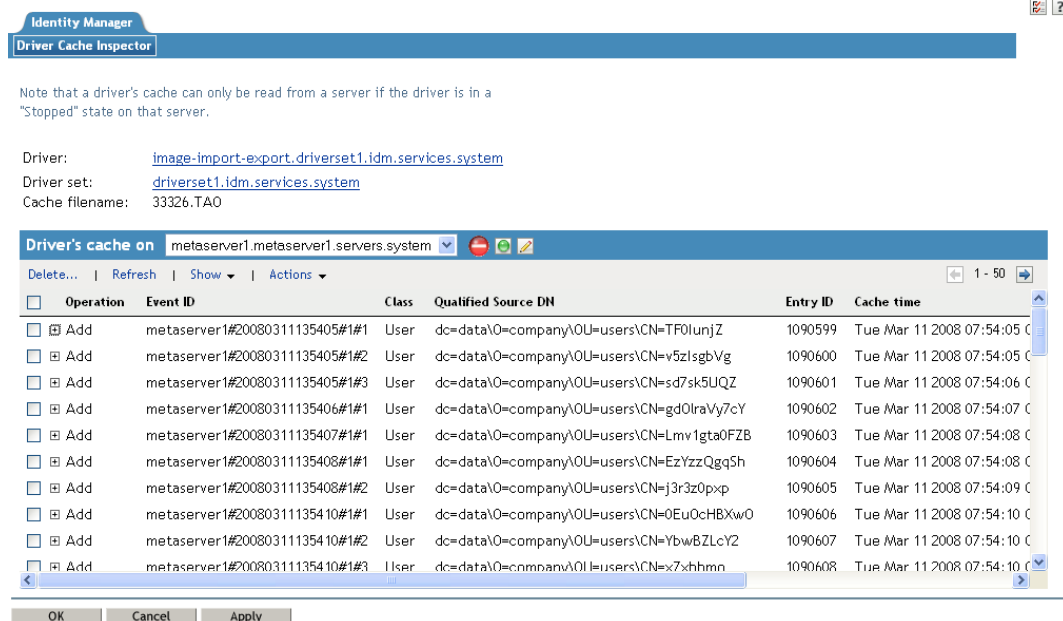 ?
Identity Manager
Driver Cache Inspector
Note that a driver's cache can only be read from a server if the driver is in a
"Stopped" state on that server.
Driver: image-import-export.driverset1.idm.services.system
Driver set: driverset1.idm.services.system
Cache filename: 33326.TAO
Driver's cache on metaserver1.metaserver1.servers.system
Delete... | Refresh | Show | Actions 1 - 50
Operation Event ID Class Qualified Source DN Entry ID Cache time
Add metaserver1#20080311135405#1#1 User dc=data\O=company\OU=users\CN=TF0IunjZ 1090599 Tue Mar 11 2008 07:54:05
Add metaserver1#20080311135405#1#2 User dc=data\O=company\OU=users\CN=v5zIsgbVg 1090600 Tue Mar 11 2008 07:54:05
Add metaserver1#20080311135405#1#3 User dc=data\O=company\OU=users\CN=sd7sk5UQZ 1090601 Tue Mar 11 2008 07:54:06
Add metaserver1#20080311135406#1#1 User dc=data\O=company\OU=users\CN=gdOlraVy7cY 1090602 Tue Mar 11 2008 07:54:07
Add metaserver1#20080311135407#1#1 User dc=data\O=company\OU=users\CN=Lmv1gta0FZB 1090603 Tue Mar 11 2008 07:54:08
Add metaserver1#20080311135408#1#1 User dc=data\O=company\OU=users\CN=EzYzzQgqSh 1090604 Tue Mar 11 2008 07:54:08
Add metaserver1#20080311135408#1#2 User dc=data\O=company\OU=users\CN=j3r3z0pxp 1090605 Tue Mar 11 2008 07:54:09
Add metaserver1#20080311135410#1#1 User dc=data\O=company\OU=users\CN=0Eu0cHBXwO 1090606 Tue Mar 11 2008 07:54:10
Add metaserver1#20080311135410#1#2 User dc=data\O=company\OU=users\CN=YbwBZLcY2 1090607 Tue Mar 11 2008 07:54:10
Add metaserver1#20080311135410#1#3 User dc=data\O=company\OU=users\CN=x7xhhmn 1090608 Tue Mar 11 2008 07:54:10
OK Cancel Apply